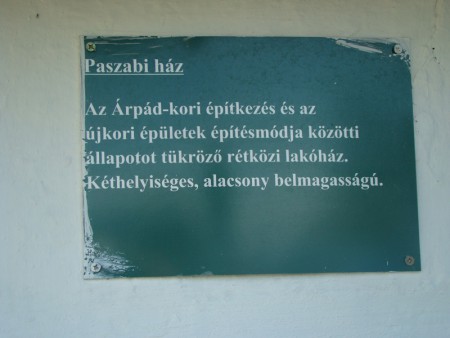 Paszabi ház
Az Árpád-kori építkezés és az
újkori épületek építésmódja közötti
állapotot tükröző rétközi lakóház.
Kéthelyiséges, alacsony belmagasságú.